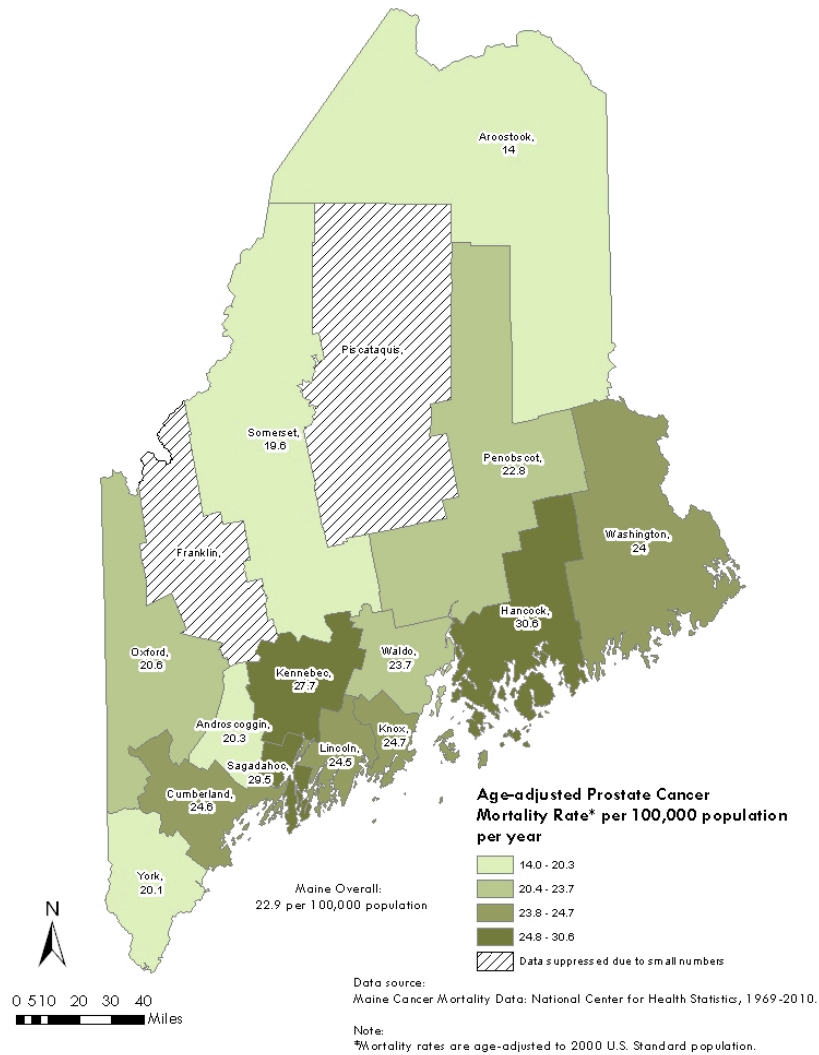 Aroostook,
14
Piscataquis,
Somerset,
19.6
Penobscot,
22.8
Washington,
24
Franklin,
Hancock,
30.6
Oxford,
20.6
Waldo,
23.7
Kennebec,
27.7
Androscoggin,
20.3
Knox,
24.7
Lincoln,
24.5
Sagadahoc,
29.5
Cumberland,
24.6
York,
20.1
Age-adjusted Prostate Cancer
Mortality Rate* per 100,000 population
per year
14.0 - 20.3
20.4 - 23.7
23.8 - 24.7
24.8 - 30.6
Data suppressed due to small numbers
Maine Overall:
22.9 per 100,000 population
N
0 510 20 30 40
Miles
Data source:
Maine Cancer Mortality Data: National Center for Health Statistics, 1969-2010.
Note:
*Mortality rates are age-adjusted to 2000 U.S. Standard population.